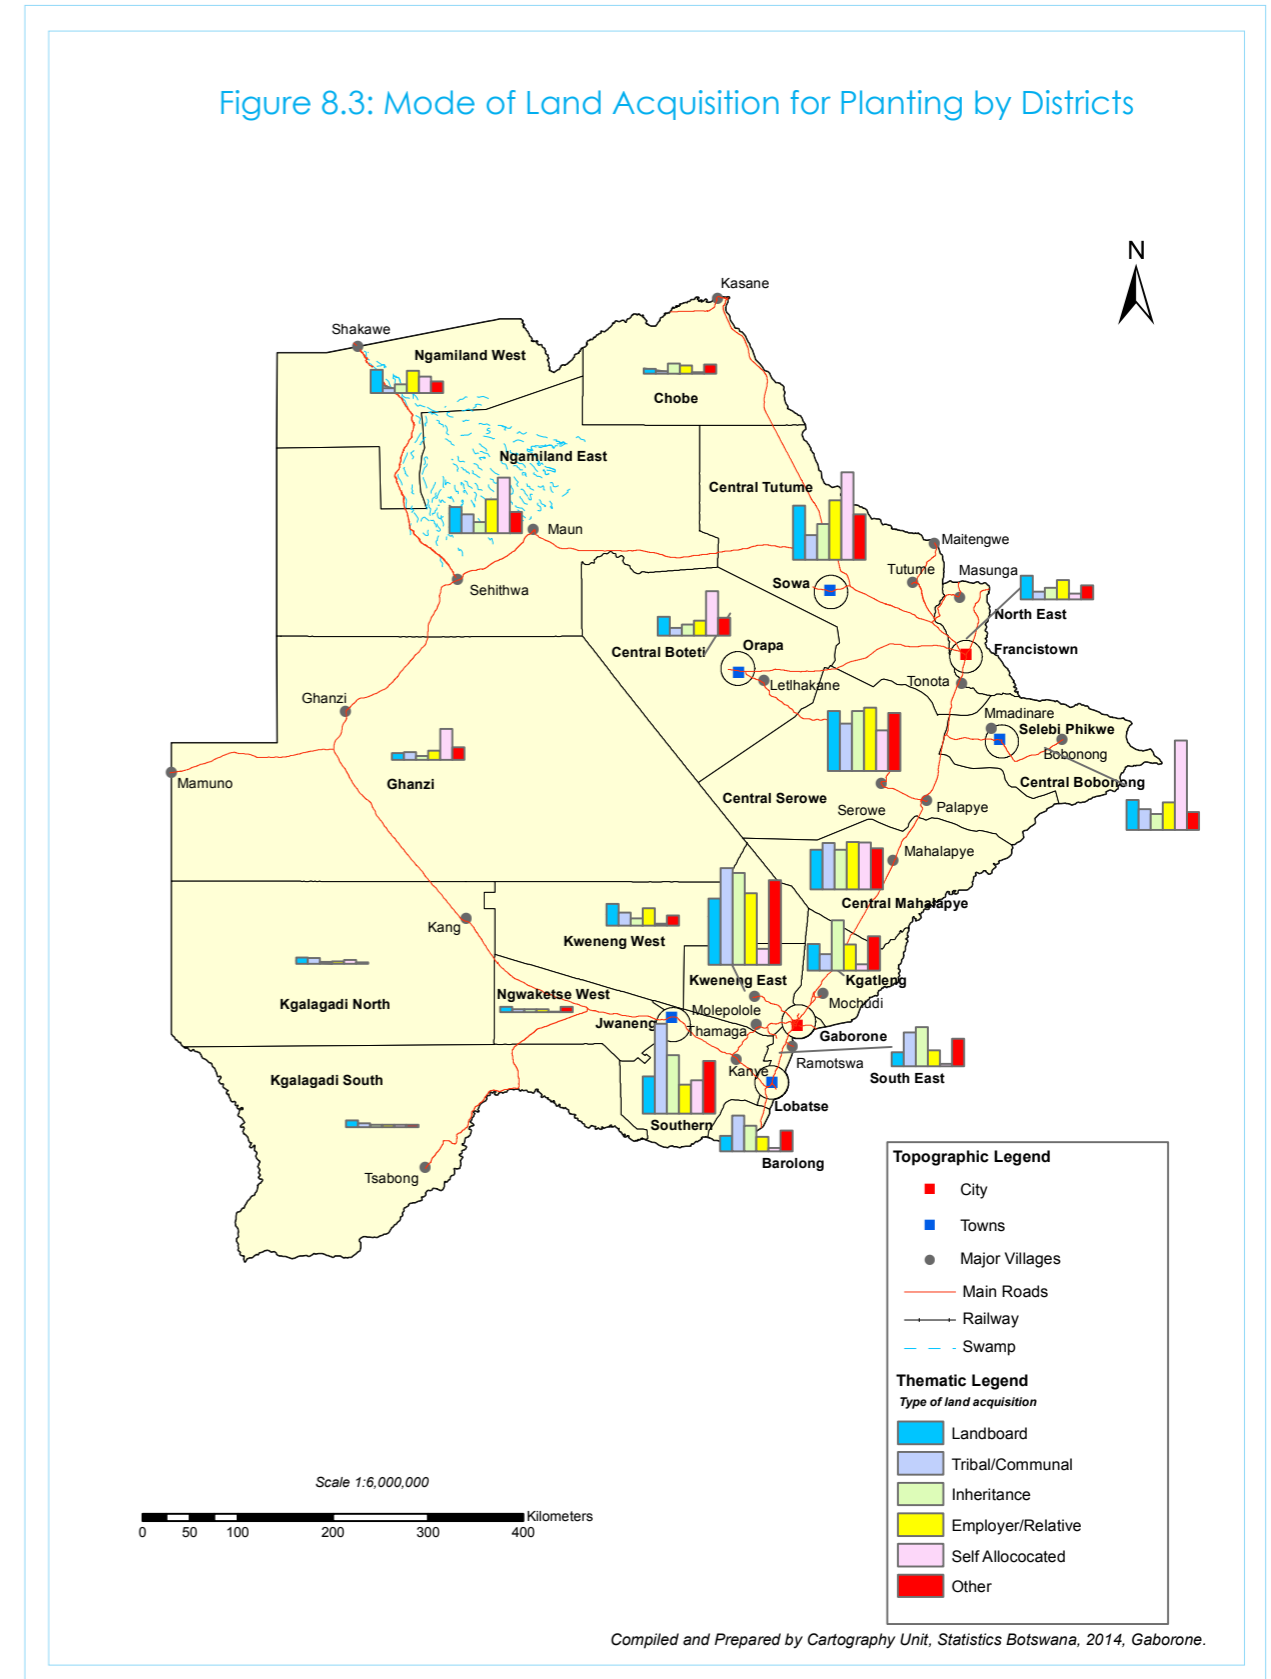 Figure 8.3: Mode of Land Acquisition for Planting by Districts
N
Kasane
Shakawe
Ngamiland West
Chobe
Ngamiland East
Central Tutume
Maun
Maitengwe
Sehithwa
Sowa
Tutume
Masunga
North East
Central Boteti
Orapa
Francistown
Letlhakane
Tonota
Ghanzi
Mmadinare
Selebi Phikwe
Bobonong
Mamuno
Ghanzi
Central Bobonong
Central Serowe
Serowe
Palapye
Mahalapye
Central Mahalapye
Kang
Kweneng West
Kweneng East
Kgatleng
Kgalagadi North
Ngwaketse West
Mochudi
Molepolole
Jwaneng
Thamaga
Gaborone
Ramotswa
Kanye
South East
Kgalagadi South
Lobatse
Southern
Barolong
Tsabong
Topographic Legend
City
Towns
Major Villages
Main Roads
Railway
Swamp
Thematic Legend
Type of land acquisition
Landboard
Tribal/Communal
Inheritance
Employer/Relative
Self Allococated
Other
Scale 1:6,000,000
Kilometers
0 50 100 200 300 400
Compiled and Prepared by Cartography Unit, Statistics Botswana, 2014, Gaborone.